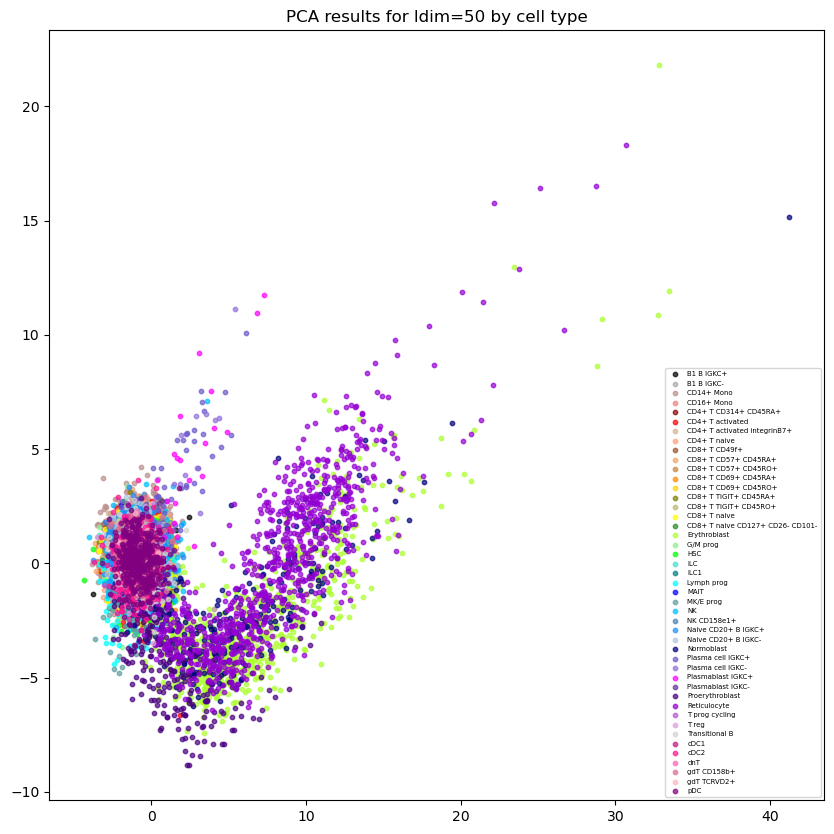 PCA results for ldim=50 by cell type
20
15
10
5
0
−5
−10
0
10
20
30
40
B1 B IGKC+
B1 B IGKC-
CD14+ Mono
CD16+ Mono
CD4+ T CD314+ CD45RA+
CD4+ T activated
CD4+ T activated integrinB7+
CD4+ T naive
CD8+ T CD49f+
CD8+ T CD57+ CD45RA+
CD8+ T CD57+ CD45RO+
CD8+ T CD69+ CD45RA+
CD8+ T CD69+ CD45RO+
CD8+ T TIGIT+ CD45RA+
CD8+ T TIGIT+ CD45RO+
CD8+ T naive
CD8+ T naive CD127+ CD26- CD101-
Erythroblast
G/M prog
HSC
ILC
ILC1
Lymph prog
MAIT
MK/E prog
NK
NK CD158e1+
Naive CD20+ B IGKC+
Naive CD20+ B IGKC-
Normoblast
Plasma cell IGKC+
Plasma cell IGKC-
Plasmablast IGKC+
Plasmablast IGKC-
Proerythroblast
Reticulocyte
T prog cycling
T reg
Transitional B
cDC1
cDC2
dnT
gdT CD158b+
gdT TCRVD2+
pDC